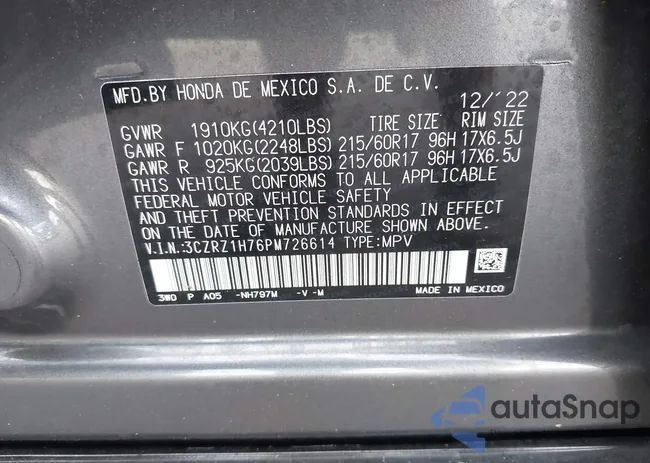 MFD.BY HONDA DE MEXICO S.A. DE C.V.
12/'22
GVWR 1910KG(4210LBS) TIRE SIZE RIM SIZE
GAWR F 1020KG(2248LBS) 215/60R17 96H 17X6.5J
GAWR R 925KG(2039LBS) 215/60R17 96H 17X6.5J
THIS VEHICLE CONFORMS TO ALL APPLICABLE
FEDERAL MOTOR VEHICLE SAFETY
AND THEFT PREVENTION STANDARDS IN EFFECT
ON THE DATE OF MANUFACTURE SHOWN ABOVE.
V.I.N.:3CZRZ1H76PM726614 TYPE:MPV
3W0 P A05 -NH797M -V -M MADE IN MEXICO
autaSnap